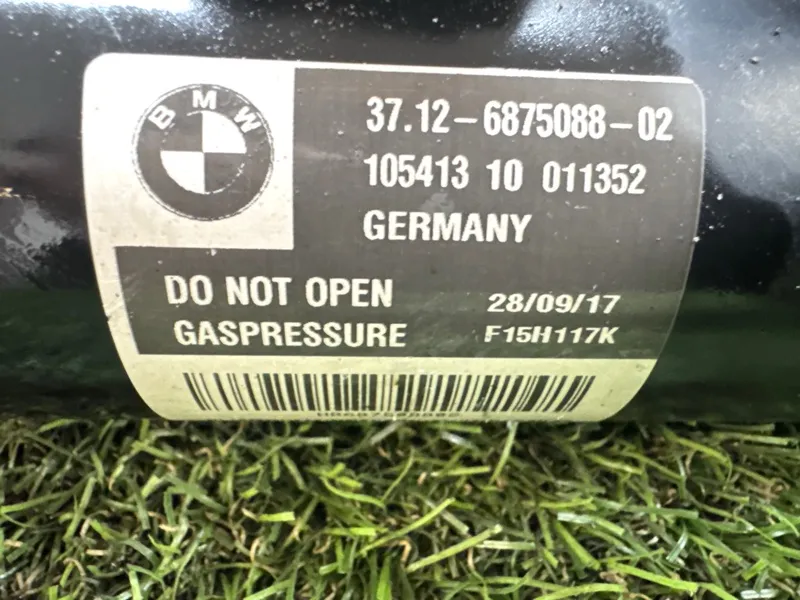 BMW
37.12-6875088-02
105413 10 011352
GERMANY
DO NOT OPEN
28/09/17
GASPRESSURE
F15H117K